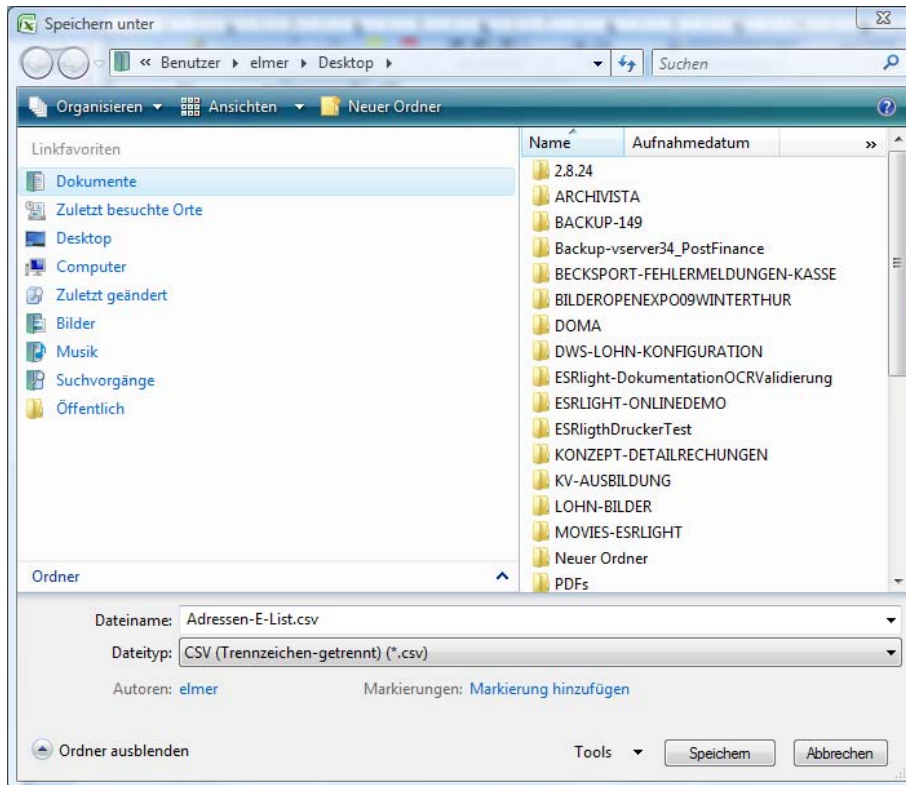 Speichern unter
« Benutzer elmer Desktop
Suchen
Organisieren Ansichten Neuer Ordner
Linkfavoriten
Dokumente
Zuletzt besuchte Orte
Desktop
Computer
Zuletzt geändert
Bilder
Musik
Suchvorgänge
Öffentlich
Ordner
Name Aufnahmedatum »
2.8.24
ARCHIVISTA
BACKUP-149
Backup-vserver34_PostFinance
BECKSPORT-FEHLERMELDUNGEN-KASSE
BILDEROPENEXPO09WINTERTHUR
DOMA
DWS-LOHN-KONFIGURATION
ESRlight-DokumentationOCRValidierung
ESRLIGHT-ONLINEDEMO
ESRligthDruckerTest
KONZEPT-DETAILRECHUNGEN
KV-AUSBILDUNG
LOHN-BILDER
MOVIES-ESRLIGHT
Neuer Ordner
PDFs
Dateiname: Adressen-E-List.csv
Dateityp: CSV (Trennzeichen-getrennt) (*.csv)
Autoren: elmer Markierungen: Markierung hinzufügen
Ordner ausblenden Tools Speichern Abbrechen